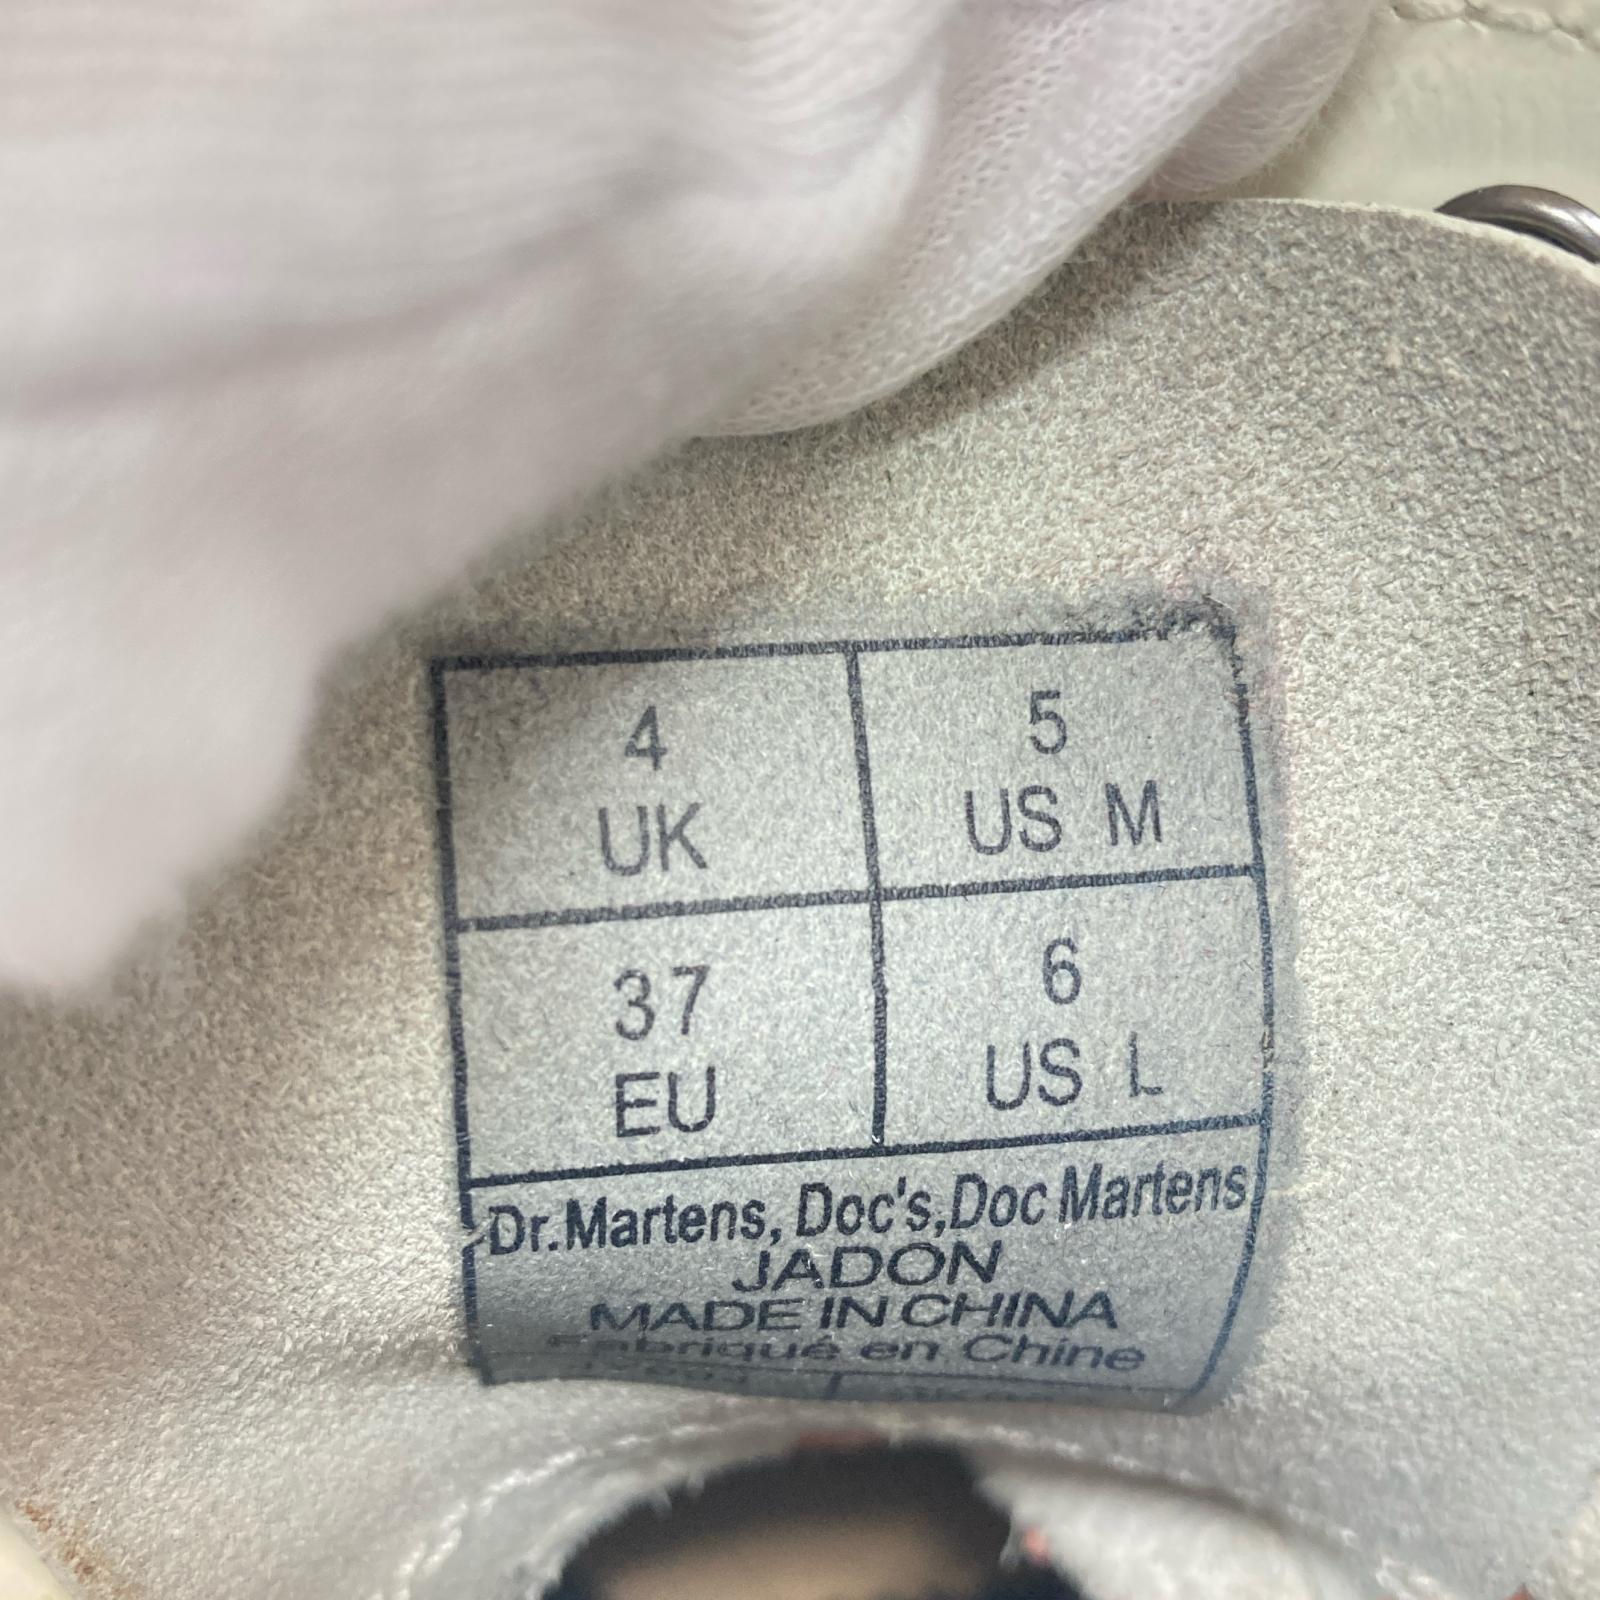 4 5
UK US M
37 6
EU US L
Dr.Martens, Doc's,Doc Martens
JADON
MADE IN CHINA
Fabriqué en Chine